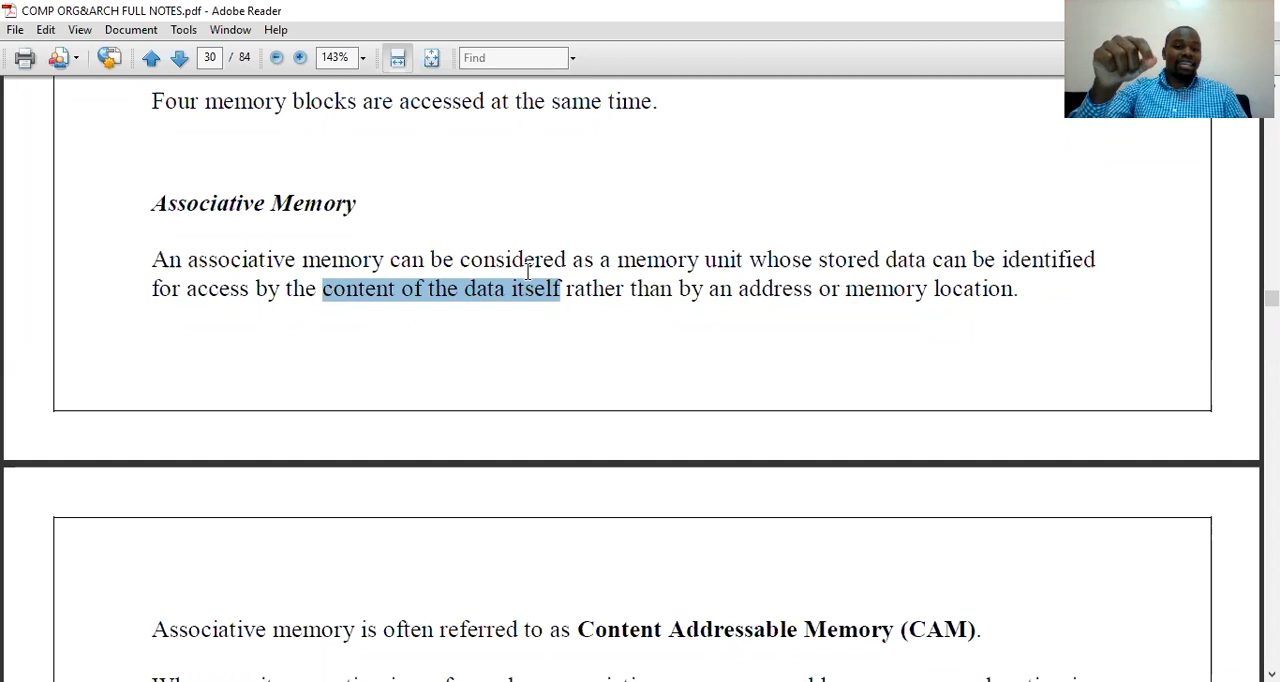 COMP ORG&ARCH FULL NOTES.pdf - Adobe Reader
File Edit View Document Tools Window Help
30 / 84 143% Find
Four memory blocks are accessed at the same time.
Associative Memory
An associative memory can be considered as a memory unit whose stored data can be identified
for access by the content of the data itself rather than by an address or memory location.
Associative memory is often referred to as Content Addressable Memory (CAM).